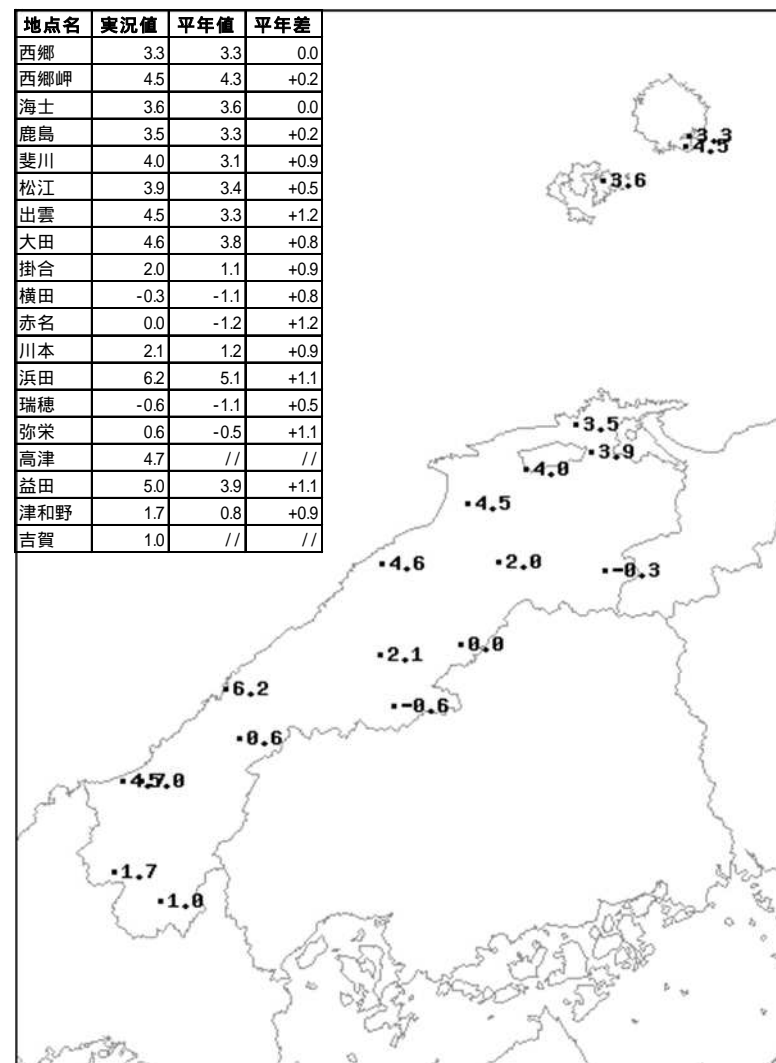 地点名 実況値 平年値 平年差
西郷 3.3 3.3 0.0
西郷岬 4.5 4.3 +0.2
海士 3.6 3.6 0.0
鹿島 3.5 3.3 +0.2
斐川 4.0 3.1 +0.9
松江 3.9 3.4 +0.5
出雲 4.5 3.3 +1.2
大田 4.6 3.8 +0.8
掛合 2.0 1.1 +0.9
横田 -0.3 -1.1 +0.8
赤名 0.0 -1.2 +1.2
川本 2.1 1.2 +0.9
浜田 6.2 5.1 +1.1
瑞穂 -0.6 -1.1 +0.5
弥栄 0.6 -0.5 +1.1
高津 4.7 // //
益田 5.0 3.9 +1.1
津和野 1.7 0.8 +0.9
吉賀 1.0 // //
3.3
4.5
3.6
3.5
3.9
4.0
4.5
4.6
2.0
-0.3
0.0
2.1
6.2
-0.6
0.6
4.7
5.0
1.7
1.0